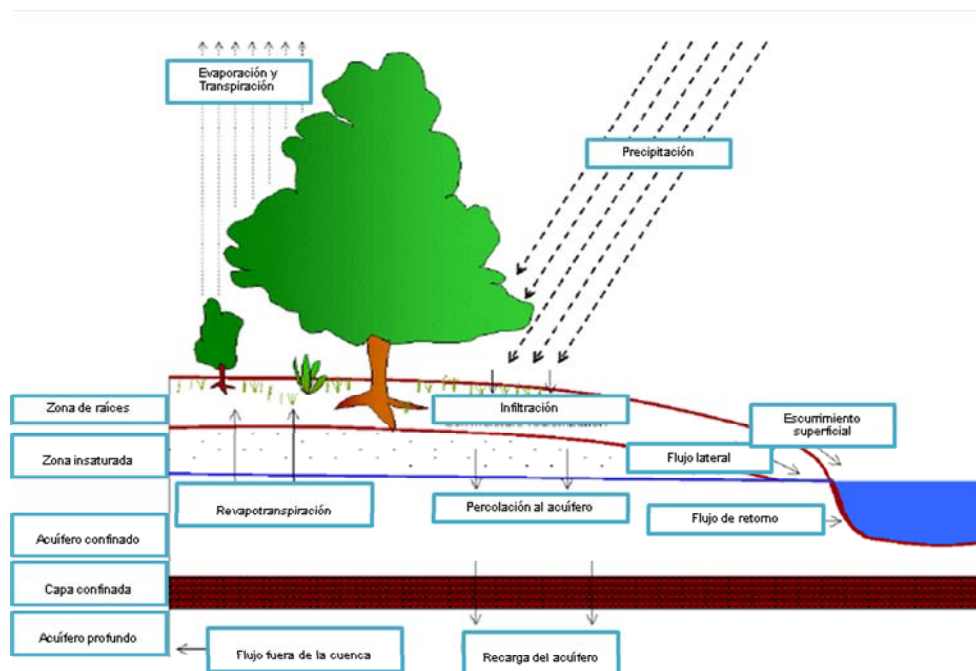 Evaporación y
Transpiración
Precipitación
Zona de raíces
Infiltración
Escurrimiento
superficial
Zona insaturada
Flujo lateral
Revapotranspiración
Percolación al acuífero
Flujo de retorno
Acuífero confinado
Capa confinada
Acuífero profundo
Flujo fuera de la cuenca
Recarga del acuífero